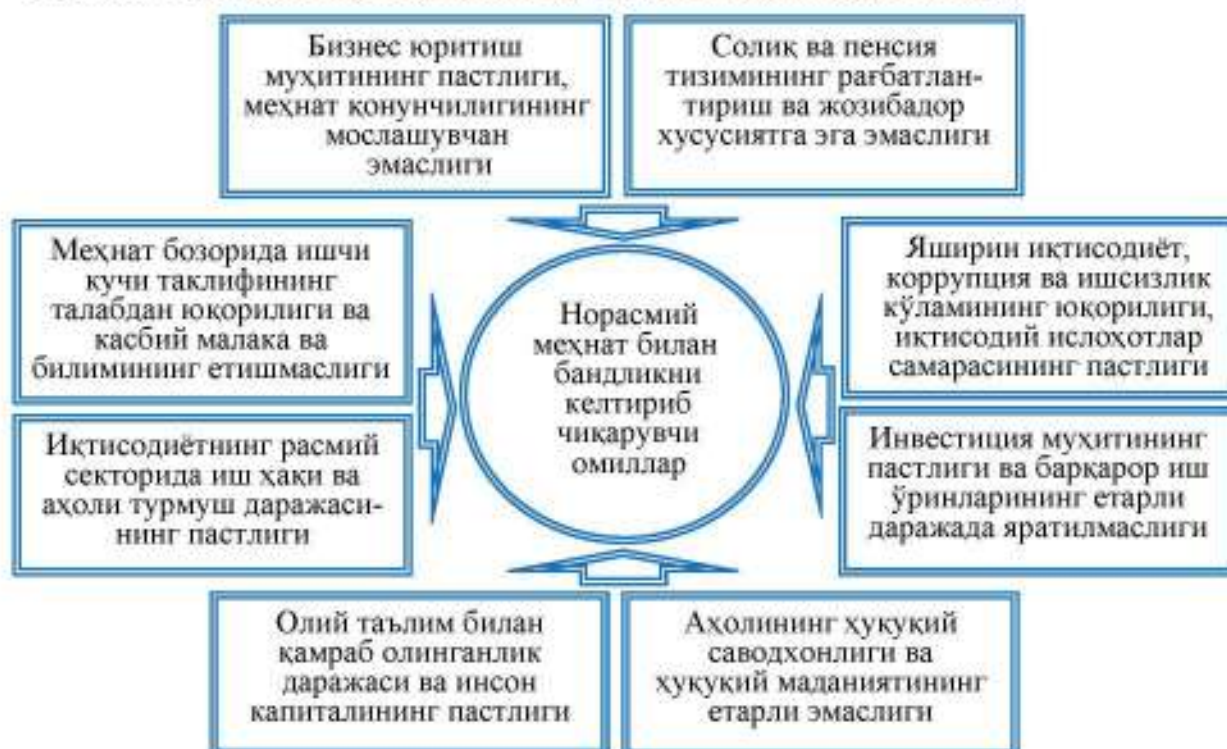 Бизнес юритиш
муҳитининг пастлиги,
меҳнат қонунчилигининг
мослашувчан
эмаслиги
Солиқ ва пенсия
тизимининг рағбатлан-
тириш ва жозибадор
хусусиятга эга эмаслиги
Меҳнат бозорида ишчи
кучи таклифининг
талабдан юқорилиги ва
касбий малака ва
билимининг етишмаслиги
Норасмий
меҳнат билан
бандликни
келтириб
чиқарувчи
омиллар
Яширин иқтисодиёт,
коррупция ва ишсизлик
кўламининг юқорилиги,
иқтисодий ислоҳотлар
самарасининг пастлиги
Иқтисодиётнинг расмий
секторида иш ҳақи ва
аҳоли турмуш даражаси-
нинг пастлиги
Инвестиция муҳитининг
пастлиги ва барқарор иш
ўринларининг етарли
даражада яратилмаслиги
Олий таълим билан
қамраб олинганлик
даражаси ва инсон
капиталининг пастлиги
Аҳолининг ҳуқуқий
саводхонлиги ва
ҳуқуқий маданиятининг
етарли эмаслиги